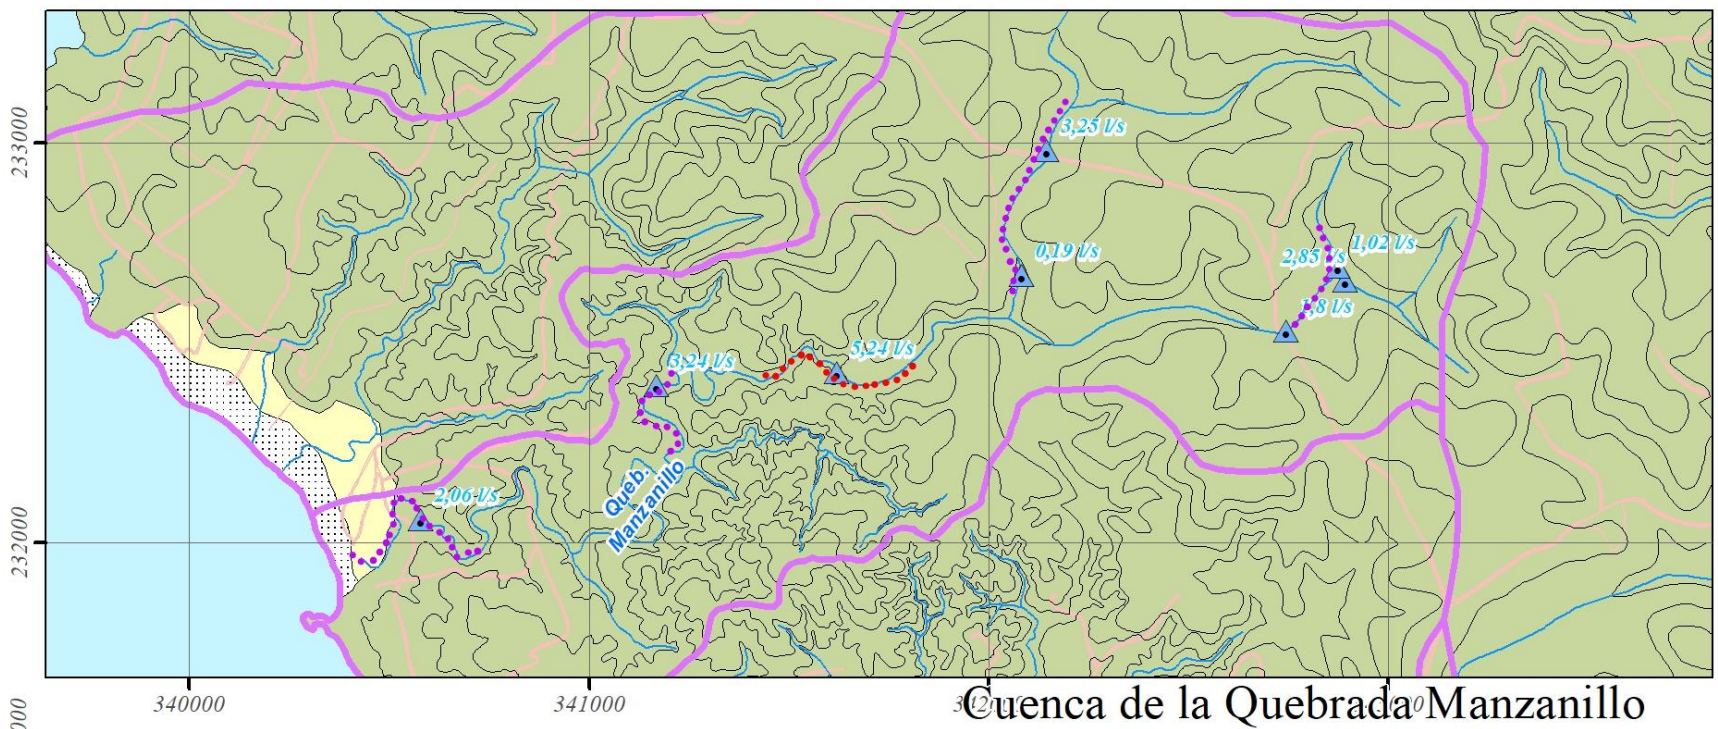 3,25 l/s
233000
0,19 l/s
1,02 l/s
2,85 l/s
1,8 l/s
5,24 l/s
3,24 l/s
Queb.
Manzanillo
2,06 l/s
232000
000
340000
341000
Cuenca de la Quebrada Manzanillo